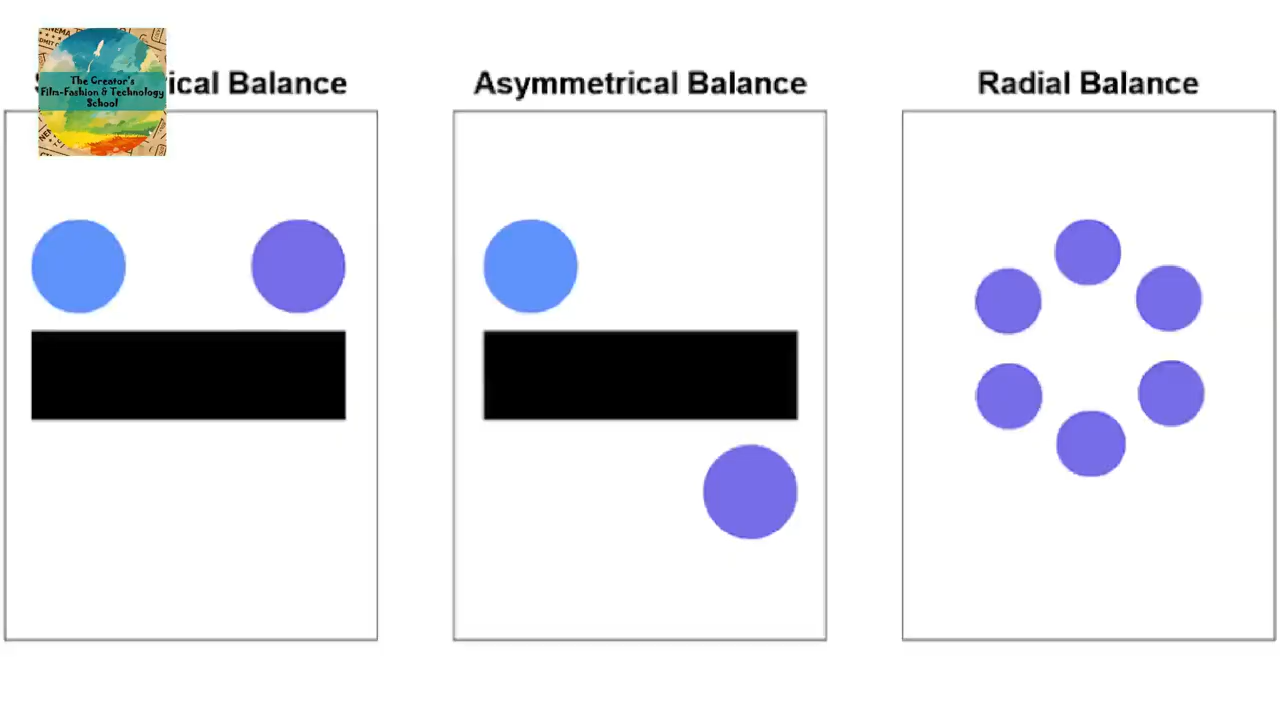 The Creator's
Film-Fashion & Technology
School
ical Balance
Asymmetrical Balance
Radial Balance